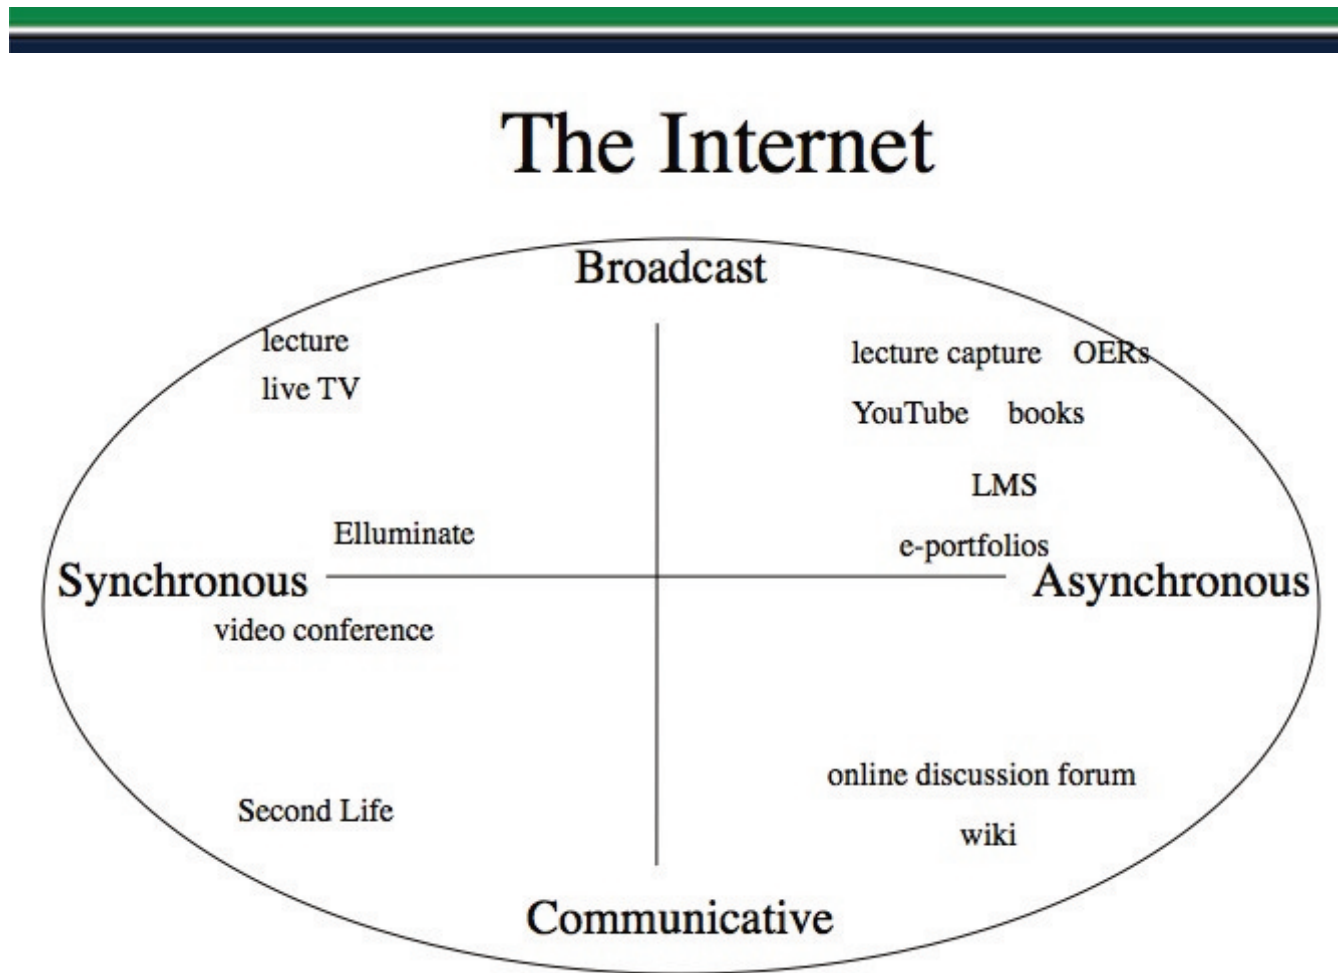 The Internet
Broadcast
lecture
live TV
lecture capture OERs
YouTube books
LMS
Elluminate
e-portfolios
Synchronous
Asynchronous
video conference
Second Life
online discussion forum
wiki
Communicative